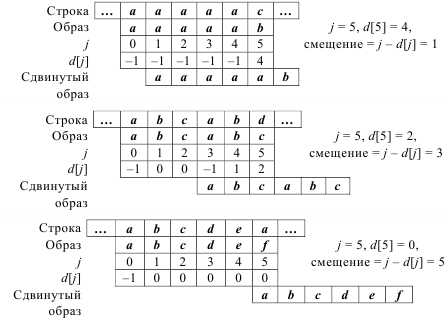 Строка ... a a a a a c ...
Образ a a a a a b
j 0 1 2 3 4 5
d[j] –1 –1 –1 –1 –1 4
Сдвинутый a a a a a b
образ
j = 5, d[5] = 4,
смещение = j – d[j] = 1
Строка ... a b c a b d ...
Образ a b c a b c
j 0 1 2 3 4 5
d[j] –1 0 0 –1 1 2
Сдвинутый a b c a b c
образ
j = 5, d[5] = 2,
смещение = j – d[j] = 3
Строка ... a b c d e a ...
Образ a b c d e f
j 0 1 2 3 4 5
d[j] –1 0 0 0 0 0
Сдвинутый a b c d e f
образ
j = 5, d[5] = 0,
смещение = j – d[j] = 5